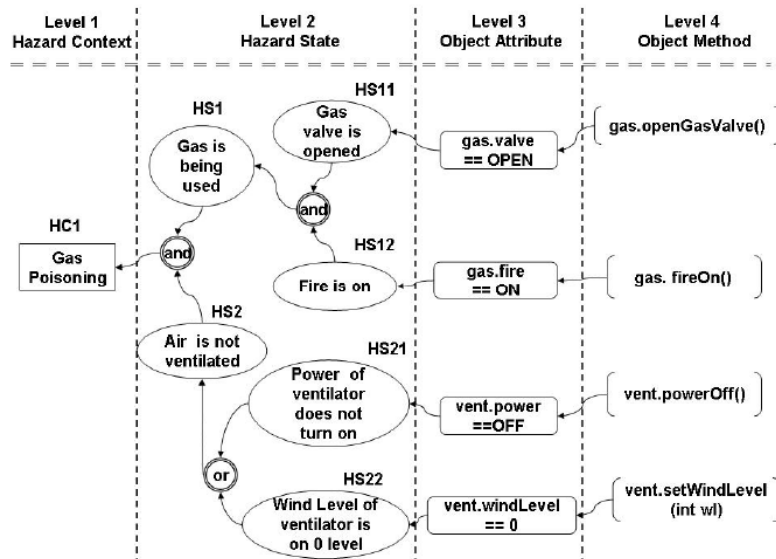 Level 1
Hazard Context
Level 2
Hazard State
Level 3
Object Attribute
Level 4
Object Method
HS11
HS1
Gas
valve is
opened
gas.valve
== OPEN
gas.openGasValve()
Gas is
being
used
and
HC1
Gas
Poisoning
and
HS12
Fire is on
gas.fire
== ON
gas. fireOn()
HS2
Air is not
ventilated
HS21
Power of
ventilator
does not
turn on
vent.power
==OFF
vent.powerOff()
or
HS22
Wind Level of
ventilator is
on 0 level
vent.windLevel
== 0
vent.setWindLevel
(int wl)